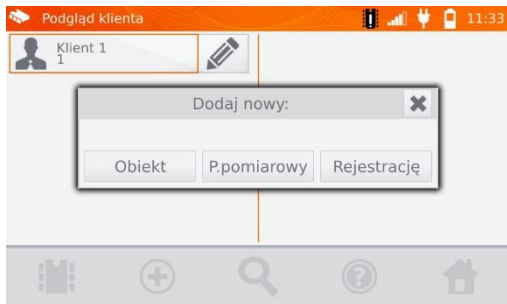 Podgląd klienta 11:33
Klient 1
1
Dodaj nowy:
Obiekt P.pomiarowy Rejestrację